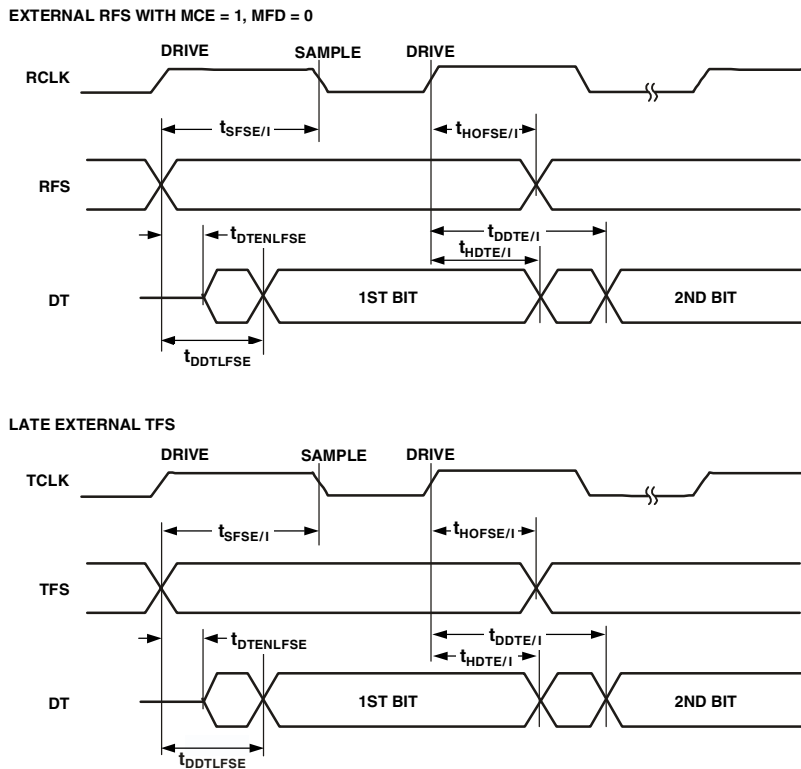 EXTERNAL RFS WITH MCE = 1, MFD = 0
DRIVE SAMPLE DRIVE
RCLK
tSFSE/I tHOFSE/I
RFS
tDDTE/I
tDTENLFSE tHDTE/I
DT 1ST BIT 2ND BIT
tDDTLFSE
LATE EXTERNAL TFS
DRIVE SAMPLE DRIVE
TCLK
tSFSE/I tHOFSE/I
TFS
tDTENLFSE tDDTE/I
tHDTE/I
DT 1ST BIT 2ND BIT
tDDTLFSE